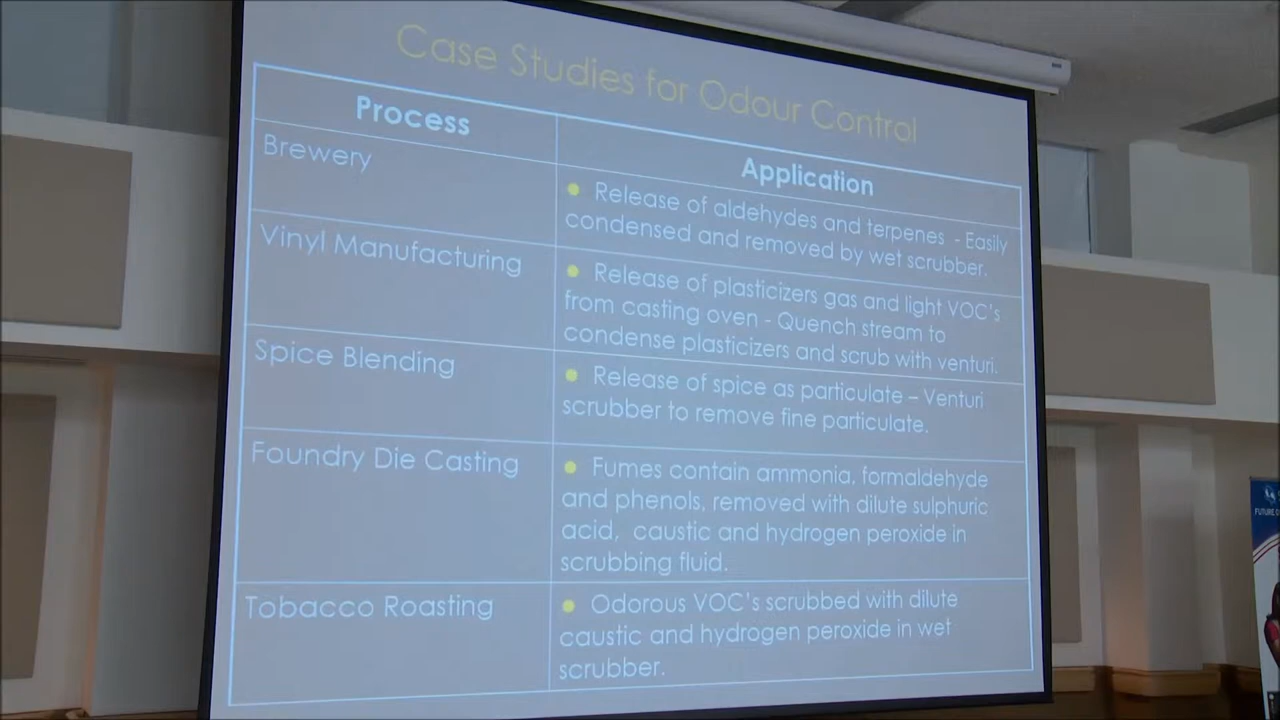 Case Studies for Odour Control
Process
Application
Brewery
● Release of aldehydes and terpenes - Easily
condensed and removed by wet scrubber.
Vinyl Manufacturing
● Release of plasticizers gas and light VOC's
from casting oven - Quench stream to
condense plasticizers and scrub with venturi.
Spice Blending
● Release of spice as particulate – Venturi
scrubber to remove fine particulate.
Foundry Die Casting
● Fumes contain ammonia, formaldehyde
and phenols, removed with dilute sulphuric
acid, caustic and hydrogen peroxide in
scrubbing fluid.
Tobacco Roasting
● Odorous VOC's scrubbed with dilute
caustic and hydrogen peroxide in wet
scrubber.
FUTURE